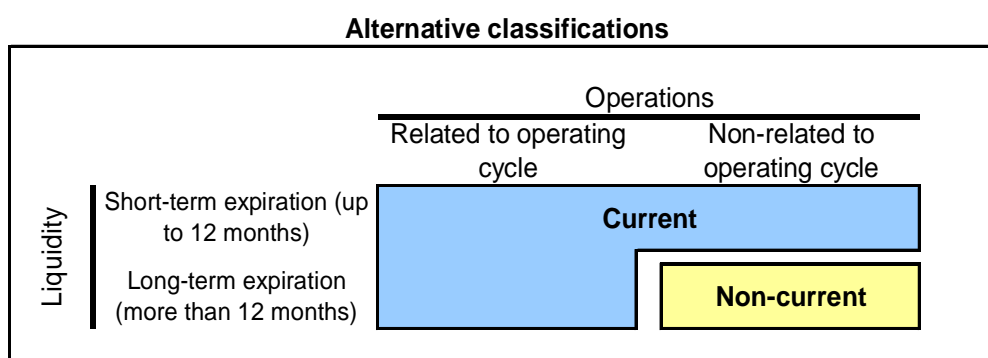 Alternative classifications
Operations
Related to operating
cycle
Non-related to
operating cycle
Liquidity
Short-term expiration (up
to 12 months)
Current
Long-term expiration
(more than 12 months)
Non-current